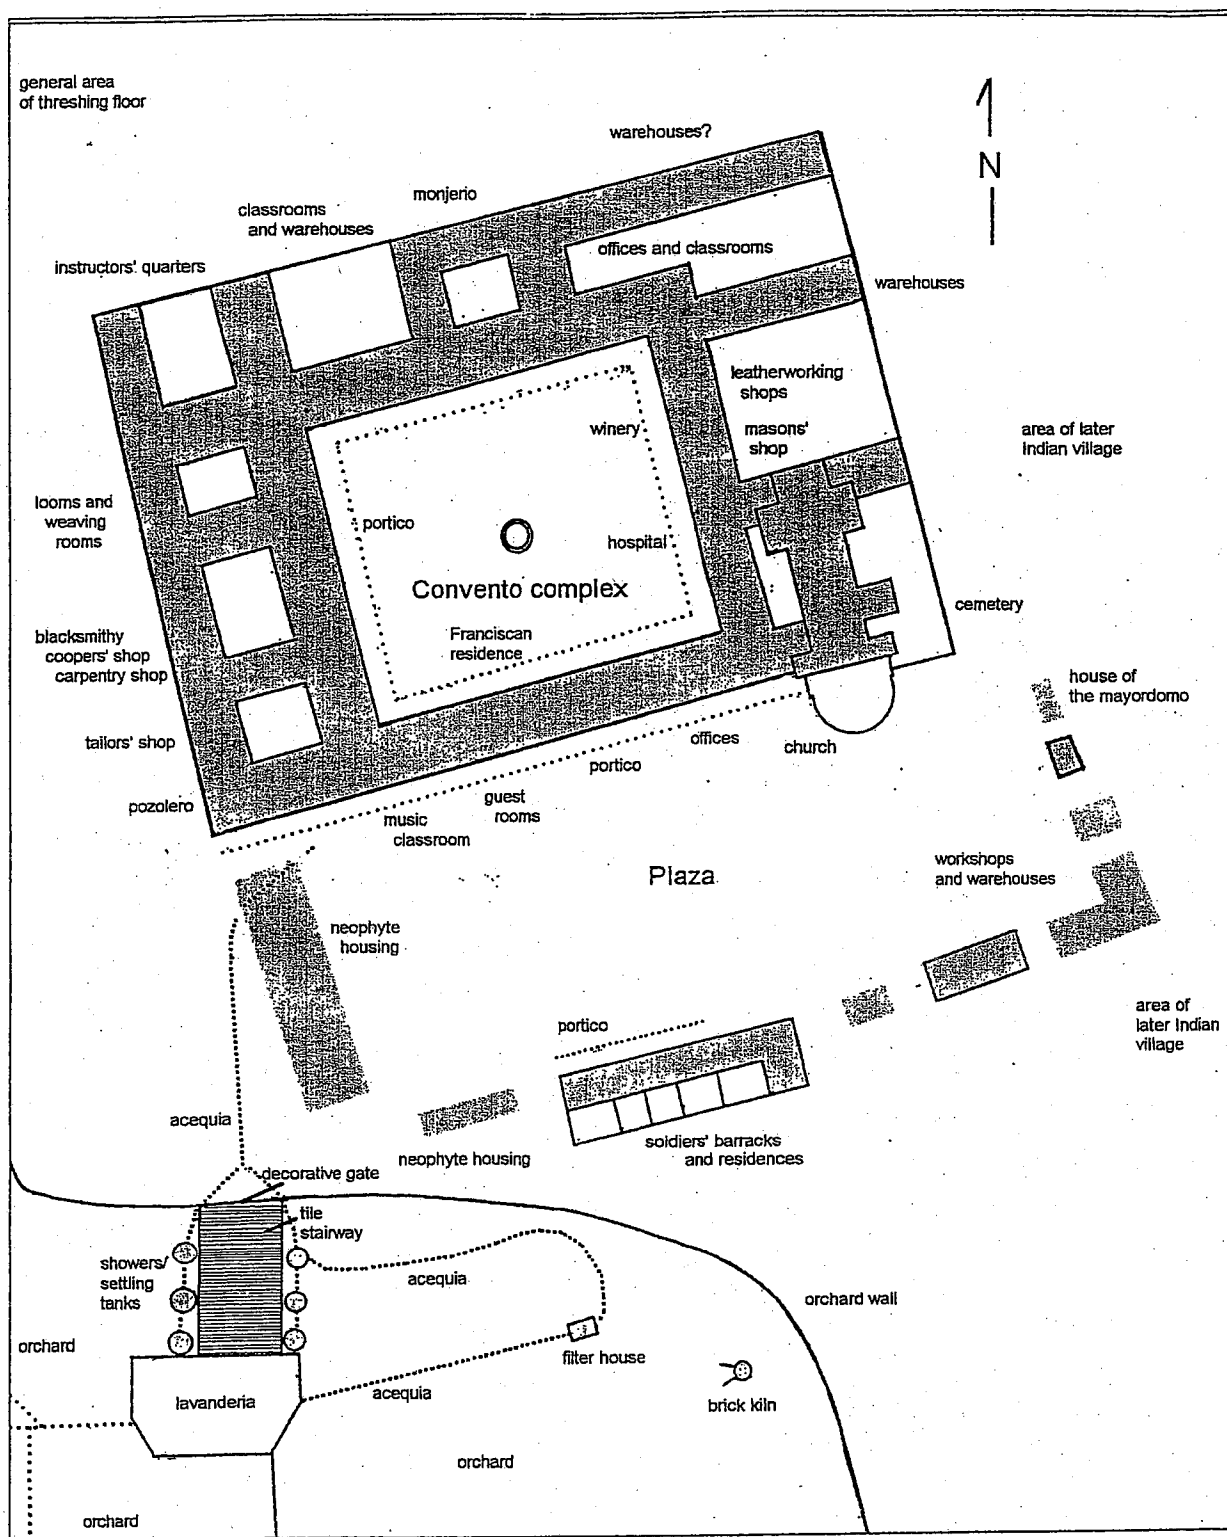 general area
of threshing floor
warehouses?
N
monjerio
classrooms
and warehouses
offices and classrooms
instructors' quarters
warehouses
leatherworking
shops
winery
masons'
shop
area of later
Indian village
looms and
weaving
rooms
portico
hospital
Convento complex
cemetery
Franciscan
residence
blacksmithy
coopers' shop
carpentry shop
house of
the mayordomo
tailors' shop
offices
church
portico
pozolero
guest
rooms
music
classroom
Plaza
workshops
and warehouses
neophyte
housing
portico
area of
later Indian
village
acequia
soldiers' barracks
and residences
neophyte housing
decorative gate
tile
stairway
showers/
settling
tanks
acequia
orchard wall
orchard
filter house
acequia
lavanderia
brick kiln
orchard
orchard